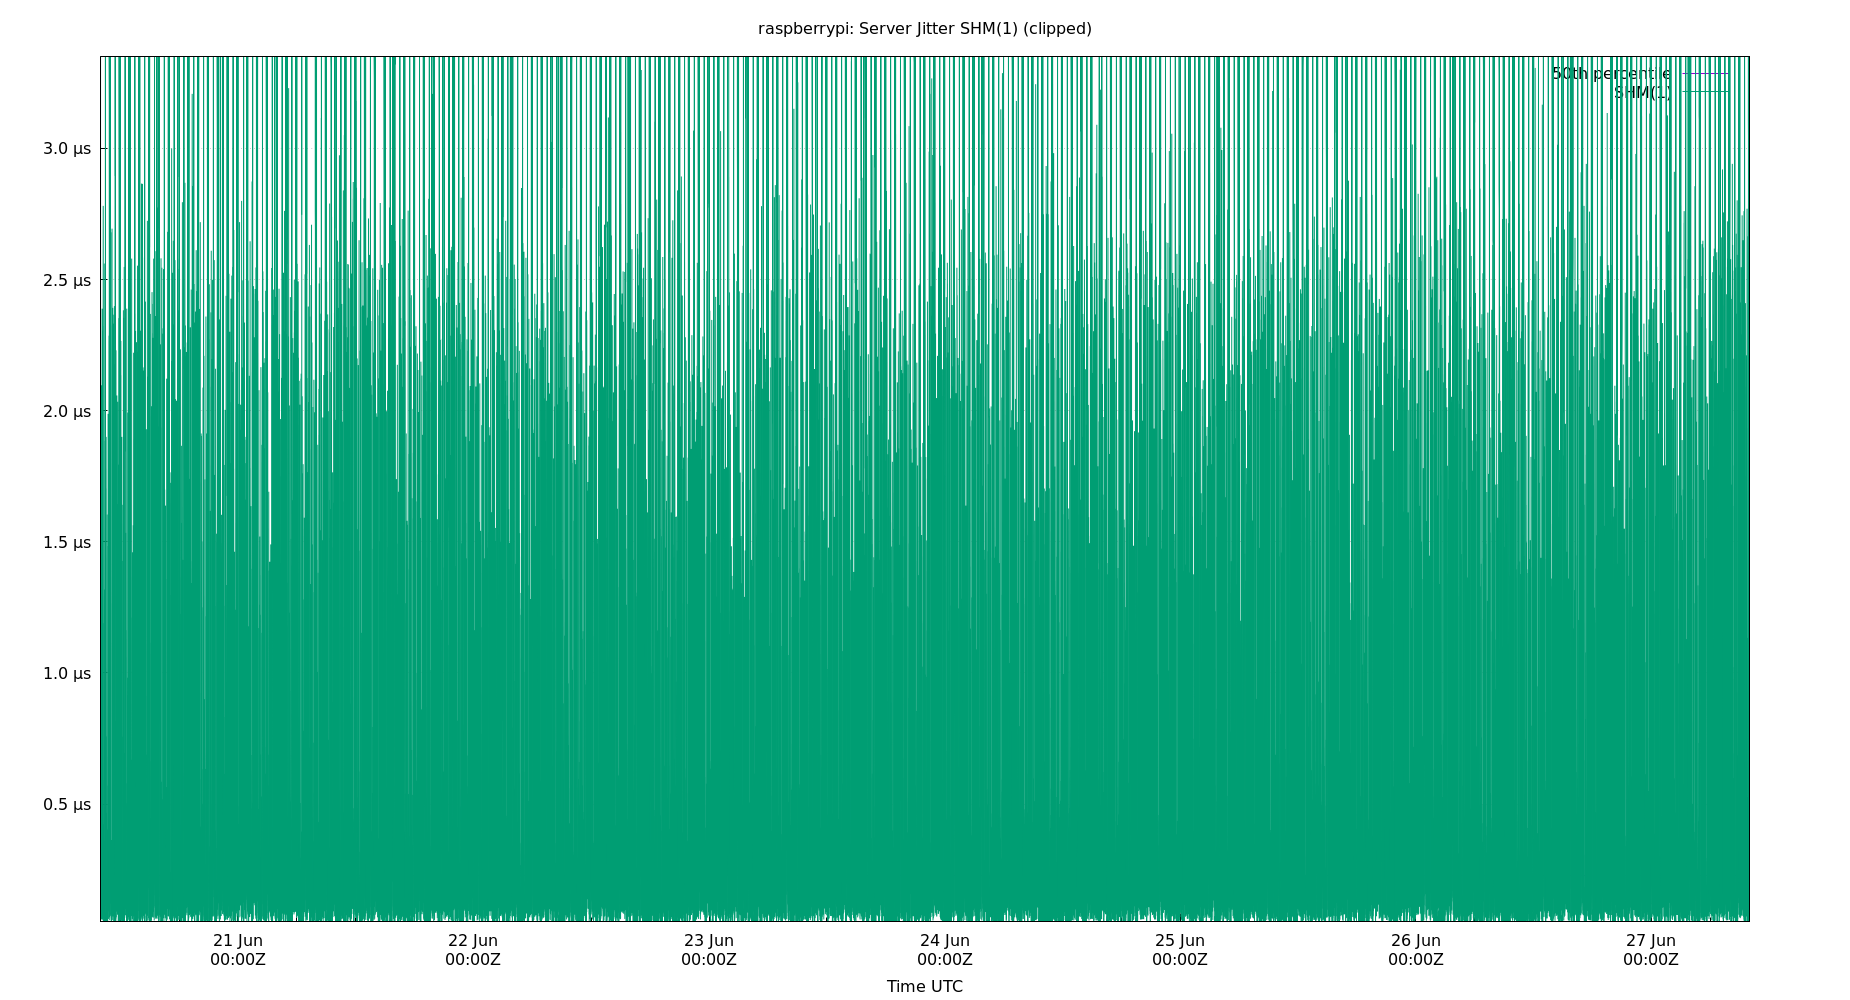 raspberrypi: Server Jitter SHM(1) (clipped)
50th percentile
SHM(1)
3.0 µs
2.5 µs
2.0 µs
1.5 µs
1.0 µs
0.5 µs
21 Jun 22 Jun 23 Jun 24 Jun 25 Jun 26 Jun 27 Jun
00:00Z 00:00Z 00:00Z 00:00Z 00:00Z 00:00Z 00:00Z
Time UTC